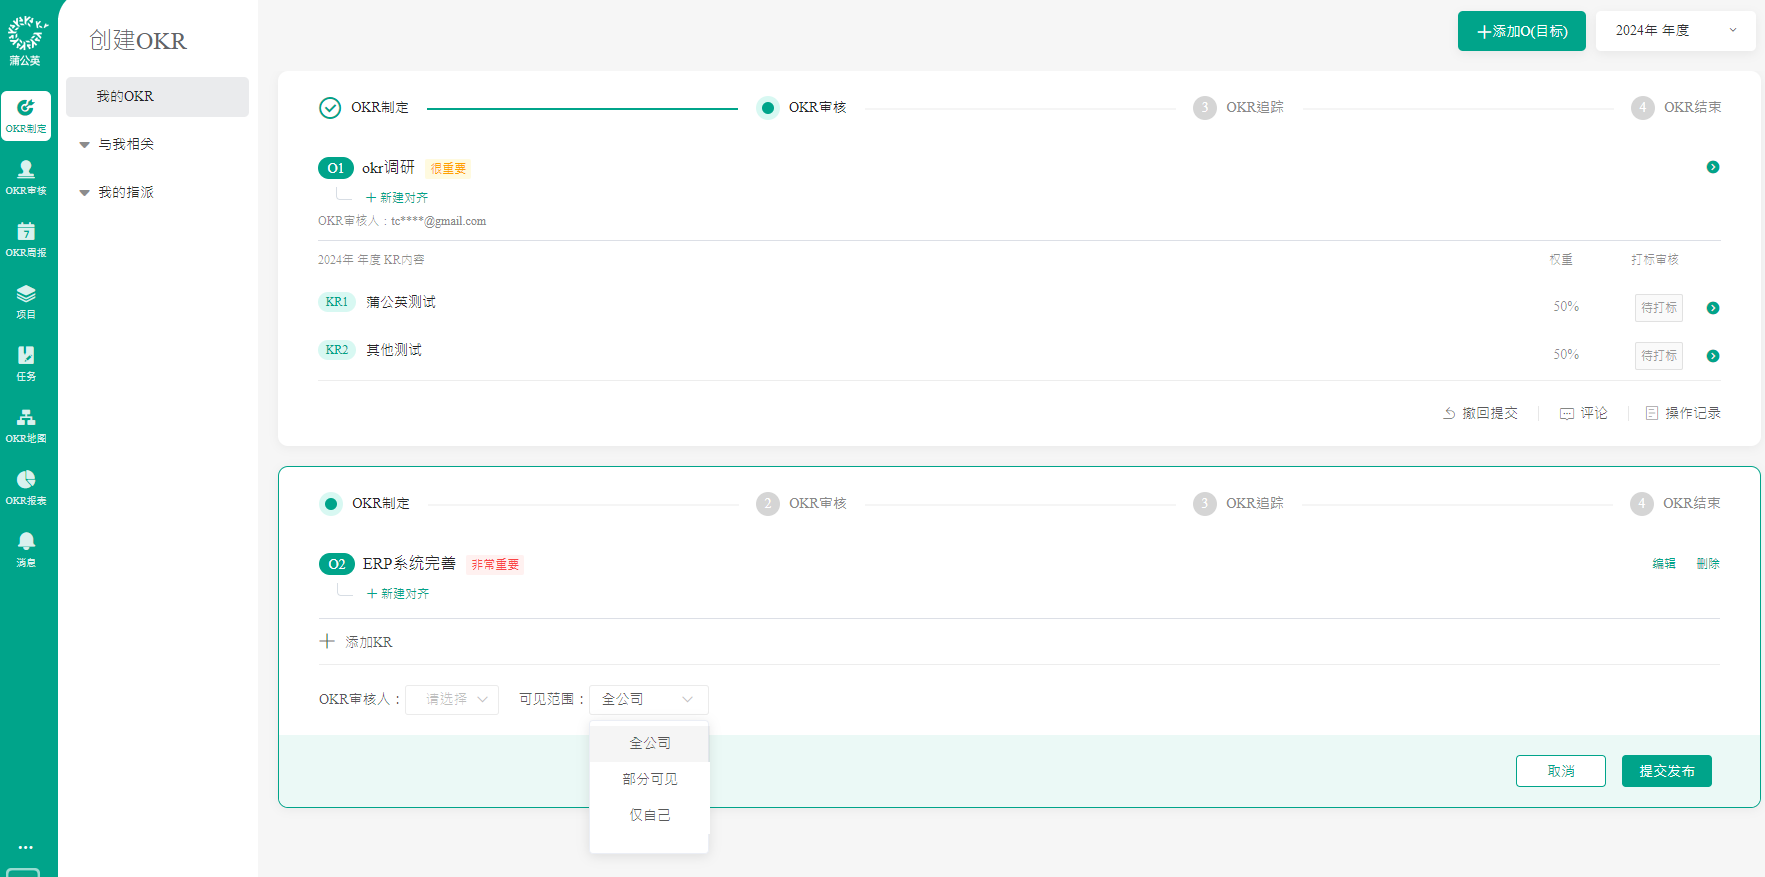 蒲公英
OKR制定
OKR审核
7
OKR周报
项目
任务
OKR地图
OKR报表
消息
创建OKR
我的OKR
与我相关
我的指派
添加O(目标)
2024年 年度
OKR制定
OKR审核
3 OKR追踪
4 OKR结束
O1 okr调研 很重要
新建对齐
OKR审核人：tc****@gmail.com
2024年 年度 KR内容 权重 打标审核
KR1 蒲公英测试 50% 待打标
KR2 其他测试 50% 待打标
撤回提交 评论 操作记录
OKR制定
2 OKR审核
3 OKR追踪
4 OKR结束
O2 ERP系统完善 非常重要 编辑 删除
新建对齐
添加KR
OKR审核人： 请选择 可见范围： 全公司
全公司
部分可见
仅自己
取消 提交发布